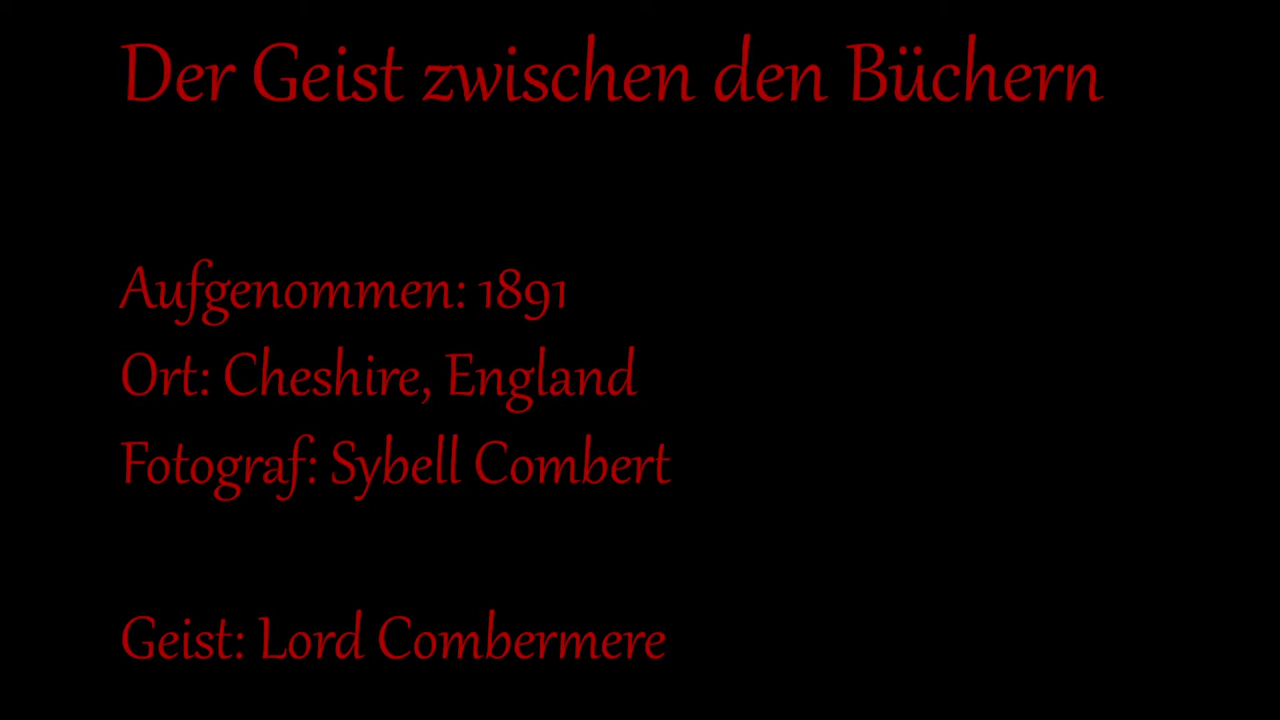 Der Geist zwischen den Büchern
Aufgenommen: 1891
Ort: Cheshire, England
Fotograf: Sybell Combert
Geist: Lord Combermere